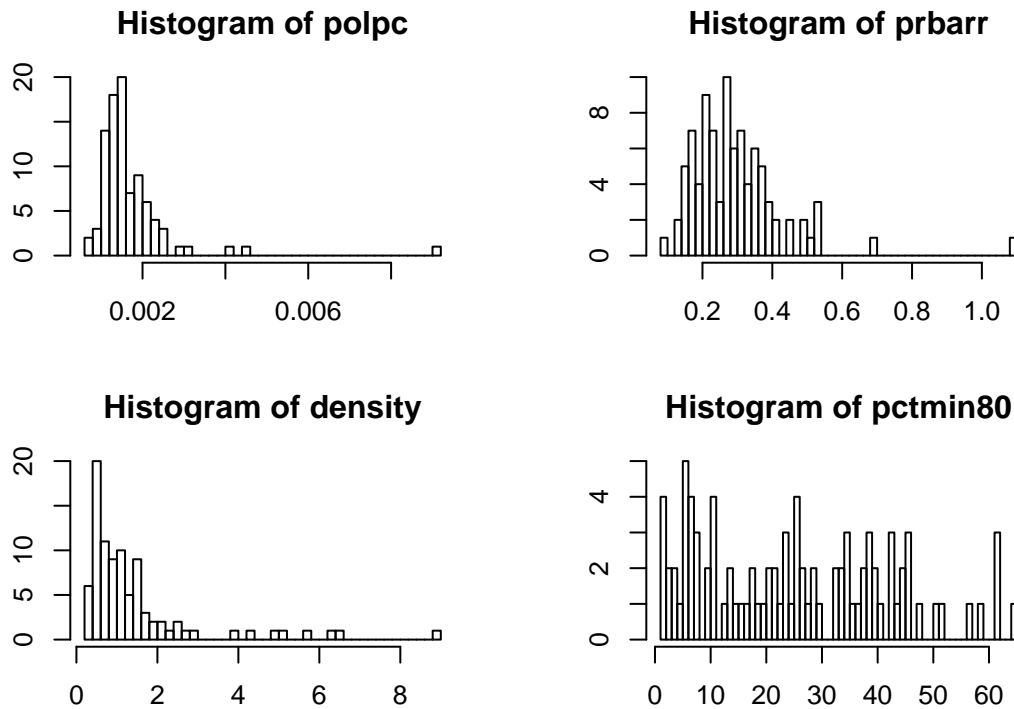 Histogram of polpc
20
10
5
0
0.002 0.006
Histogram of prbarr
8
4
0
0.2 0.4 0.6 0.8 1.0
Histogram of density
20
10
5
0
0 2 4 6 8
Histogram of pctmin80
4
2
0
0 10 20 30 40 50 60